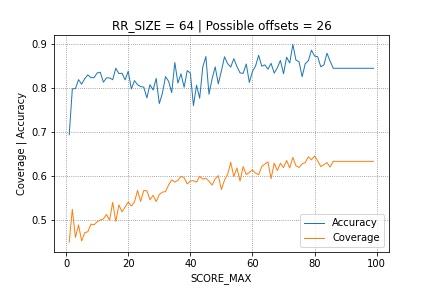 RR_SIZE = 64 | Possible offsets = 26
0.9
0.8
0.7
0.6
0.5
Coverage | Accuracy
Accuracy
Coverage
0 20 40 60 80 100
SCORE_MAX